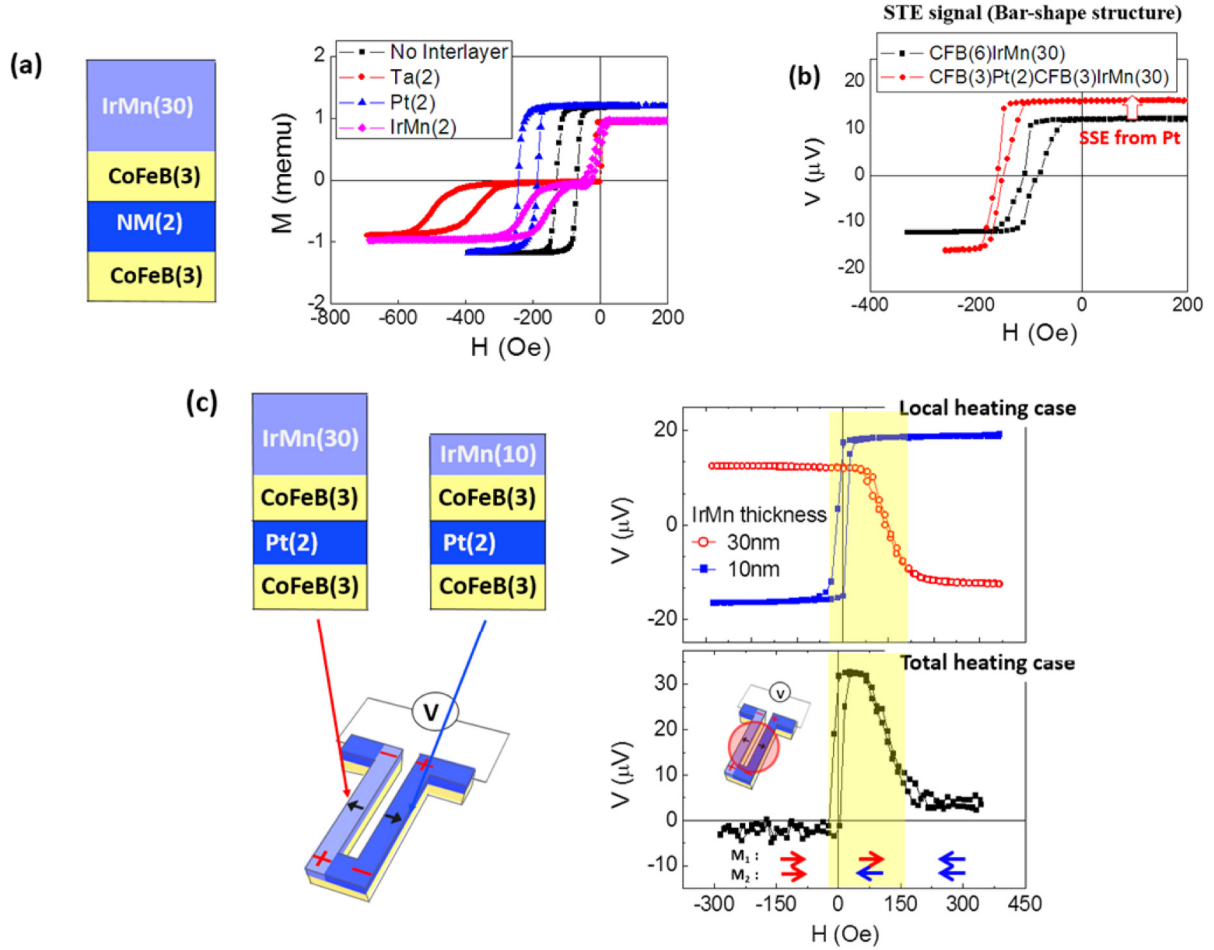 (a)
IrMn(30)
CoFeB(3)
NM(2)
CoFeB(3)
No Interlayer
Ta(2)
Pt(2)
IrMn(2)
M (memu)
2
1
0
-1
-2
-800 -600 -400 -200 0 200
H (Oe)
STE signal (Bar-shape structure)
(b)
CFB(6)IrMn(30)
CFB(3)Pt(2)CFB(3)IrMn(30)
SSE from Pt
V (μV)
20
10
0
-10
-20
-400 -200 0 200
H (Oe)
(c)
IrMn(30)
CoFeB(3)
Pt(2)
CoFeB(3)
IrMn(10)
CoFeB(3)
Pt(2)
CoFeB(3)
V
− +
+ −
Local heating case
IrMn thickness
30nm
10nm
V (μV)
20
0
-20
Total heating case
V
− +
+ −
V (μV)
30
20
10
0
-10
M1 :
M2 :
-300 -150 0 150 300 450
H (Oe)